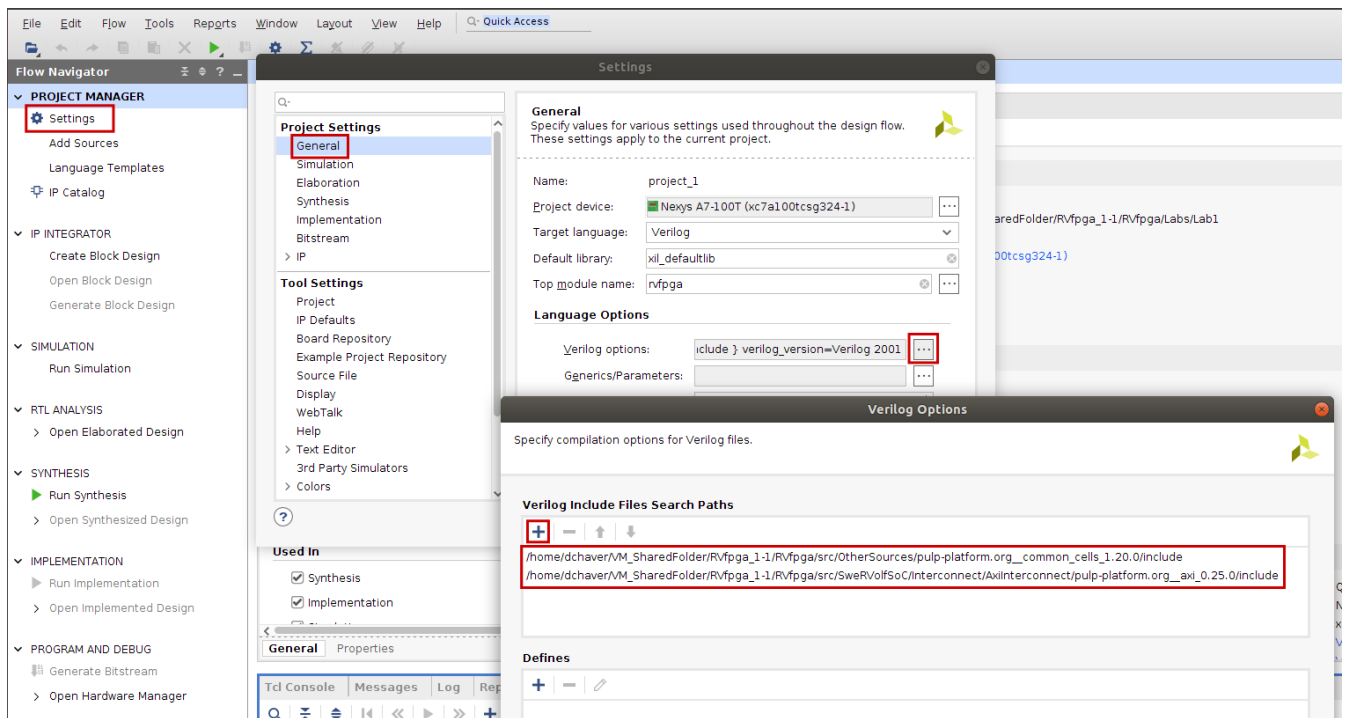 File Edit Flow Tools Reports Window Layout View Help Q- Quick Access
Flow Navigator
PROJECT MANAGER
Settings
Add Sources
Language Templates
IP Catalog
IP INTEGRATOR
Create Block Design
Open Block Design
Generate Block Design
SIMULATION
Run Simulation
RTL ANALYSIS
Open Elaborated Design
SYNTHESIS
Run Synthesis
Open Synthesized Design
IMPLEMENTATION
Run Implementation
Open Implemented Design
PROGRAM AND DEBUG
Generate Bitstream
Open Hardware Manager
Settings
Q-
Project Settings
General
Simulation
Elaboration
Synthesis
Implementation
Bitstream
IP
Tool Settings
Project
IP Defaults
Board Repository
Example Project Repository
Source File
Display
WebTalk
Help
Text Editor
3rd Party Simulators
Colors
General
Specify values for various settings used throughout the design flow.
These settings apply to the current project.
Name: project_1
Project device: Nexys A7-100T (xc7a100tcsg324-1)
Target language: Verilog
Default library: xil_defaultlib
Top module name: rvfpga
Language Options
Verilog options: nclude } verilog_version=Verilog 2001
Generics/Parameters:
aredFolder/RVfpga_1-1/RVfpga/Labs/Lab1
00tcsg324-1)
Verilog Options
Specify compilation options for Verilog files.
Verilog Include Files Search Paths
/home/dchaver/VM_SharedFolder/RVfpga_1-1/RVfpga/src/OtherSources/pulp-platform.org__common_cells_1.20.0/include
/home/dchaver/VM_SharedFolder/RVfpga_1-1/RVfpga/src/SweRVolfSoC/Interconnect/AxiInterconnect/pulp-platform.org__axi_0.25.0/include
Defines
Used In
Synthesis
Implementation
General Properties
Tcl Console Messages Log Rep